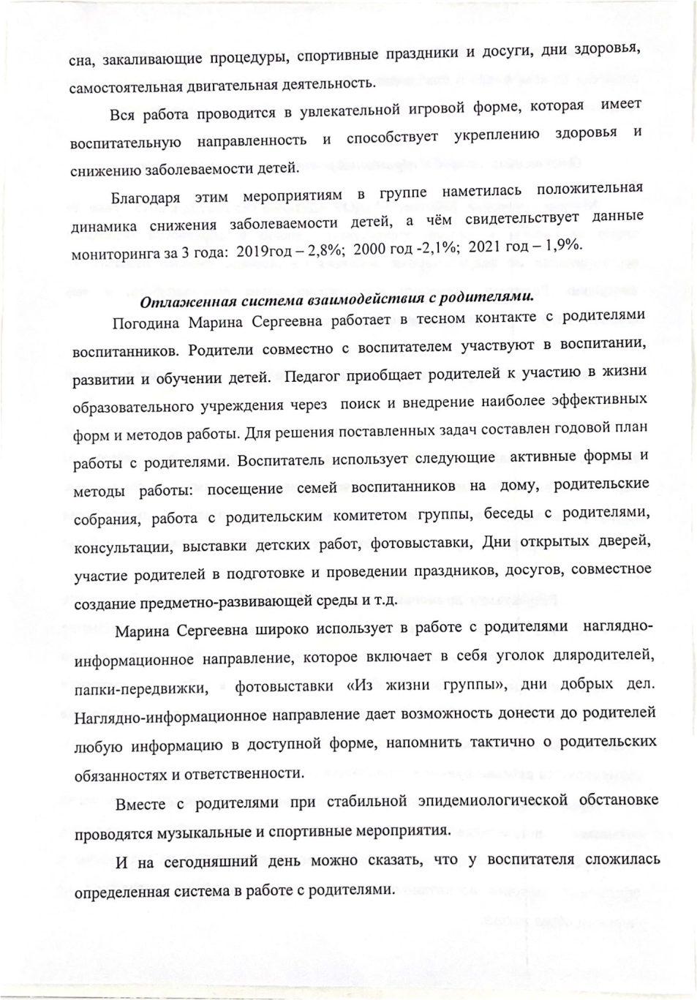 сна, закаливающие процедуры, спортивные праздники и досуги, дни здоровья,
самостоятельная двигательная деятельность.
Вся работа проводится в увлекательной игровой форме, которая имеет
воспитательную направленность и способствует укреплению здоровья и
снижению заболеваемости детей.
Благодаря этим мероприятиям в группе наметилась положительная
динамика снижения заболеваемости детей, а чём свидетельствует данные
мониторинга за 3 года: 2019год – 2,8%; 2000 год -2,1%; 2021 год – 1,9%.
Отлаженная система взаимодействия с родителями.
Погодина Марина Сергеевна работает в тесном контакте с родителями
воспитанников. Родители совместно с воспитателем участвуют в воспитании,
развитии и обучении детей. Педагог приобщает родителей к участию в жизни
образовательного учреждения через поиск и внедрение наиболее эффективных
форм и методов работы. Для решения поставленных задач составлен годовой план
работы с родителями. Воспитатель использует следующие активные формы и
методы работы: посещение семей воспитанников на дому, родительские
собрания, работа с родительским комитетом группы, беседы с родителями,
консультации, выставки детских работ, фотовыставки, Дни открытых дверей,
участие родителей в подготовке и проведении праздников, досугов, совместное
создание предметно-развивающей среды и т.д.
Марина Сергеевна широко использует в работе с родителями наглядно-
информационное направление, которое включает в себя уголок дляродителей,
папки-передвижки, фотовыставки «Из жизни группы», дни добрых дел.
Наглядно-информационное направление дает возможность донести до родителей
любую информацию в доступной форме, напомнить тактично о родительских
обязанностях и ответственности.
Вместе с родителями при стабильной эпидемиологической обстановке
проводятся музыкальные и спортивные мероприятия.
И на сегодняшний день можно сказать, что у воспитателя сложилась
определенная система в работе с родителями.